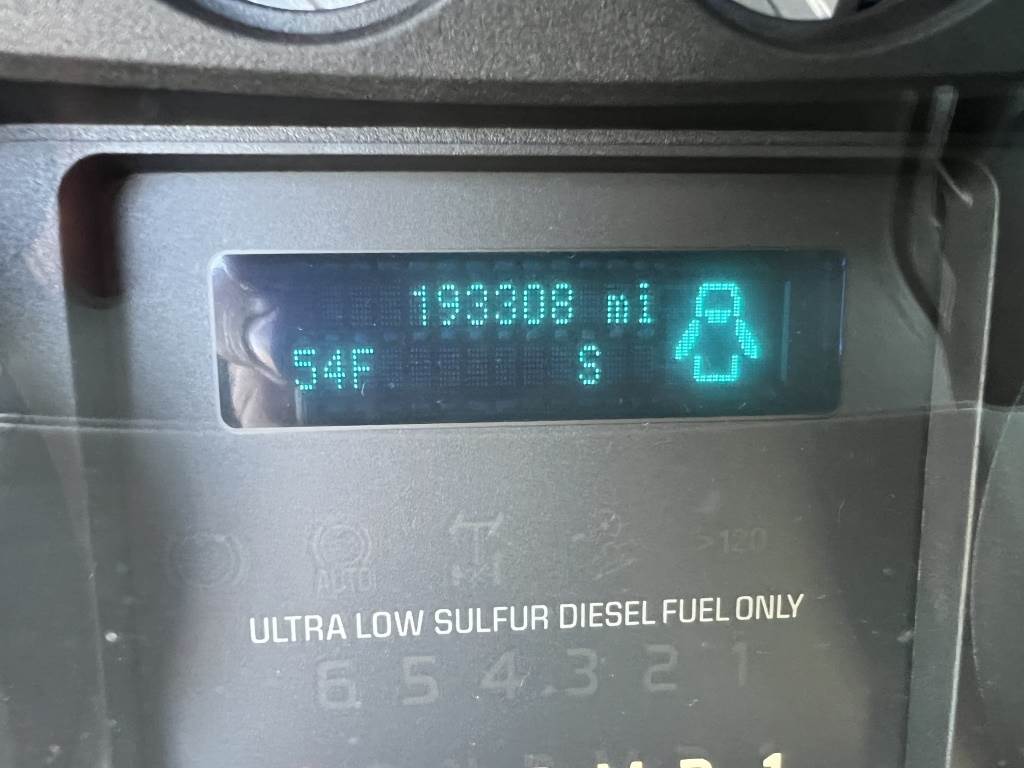 193308 mi
54F S
AUTO
>120
ULTRA LOW SULFUR DIESEL FUEL ONLY
6 5 4 3 2 1